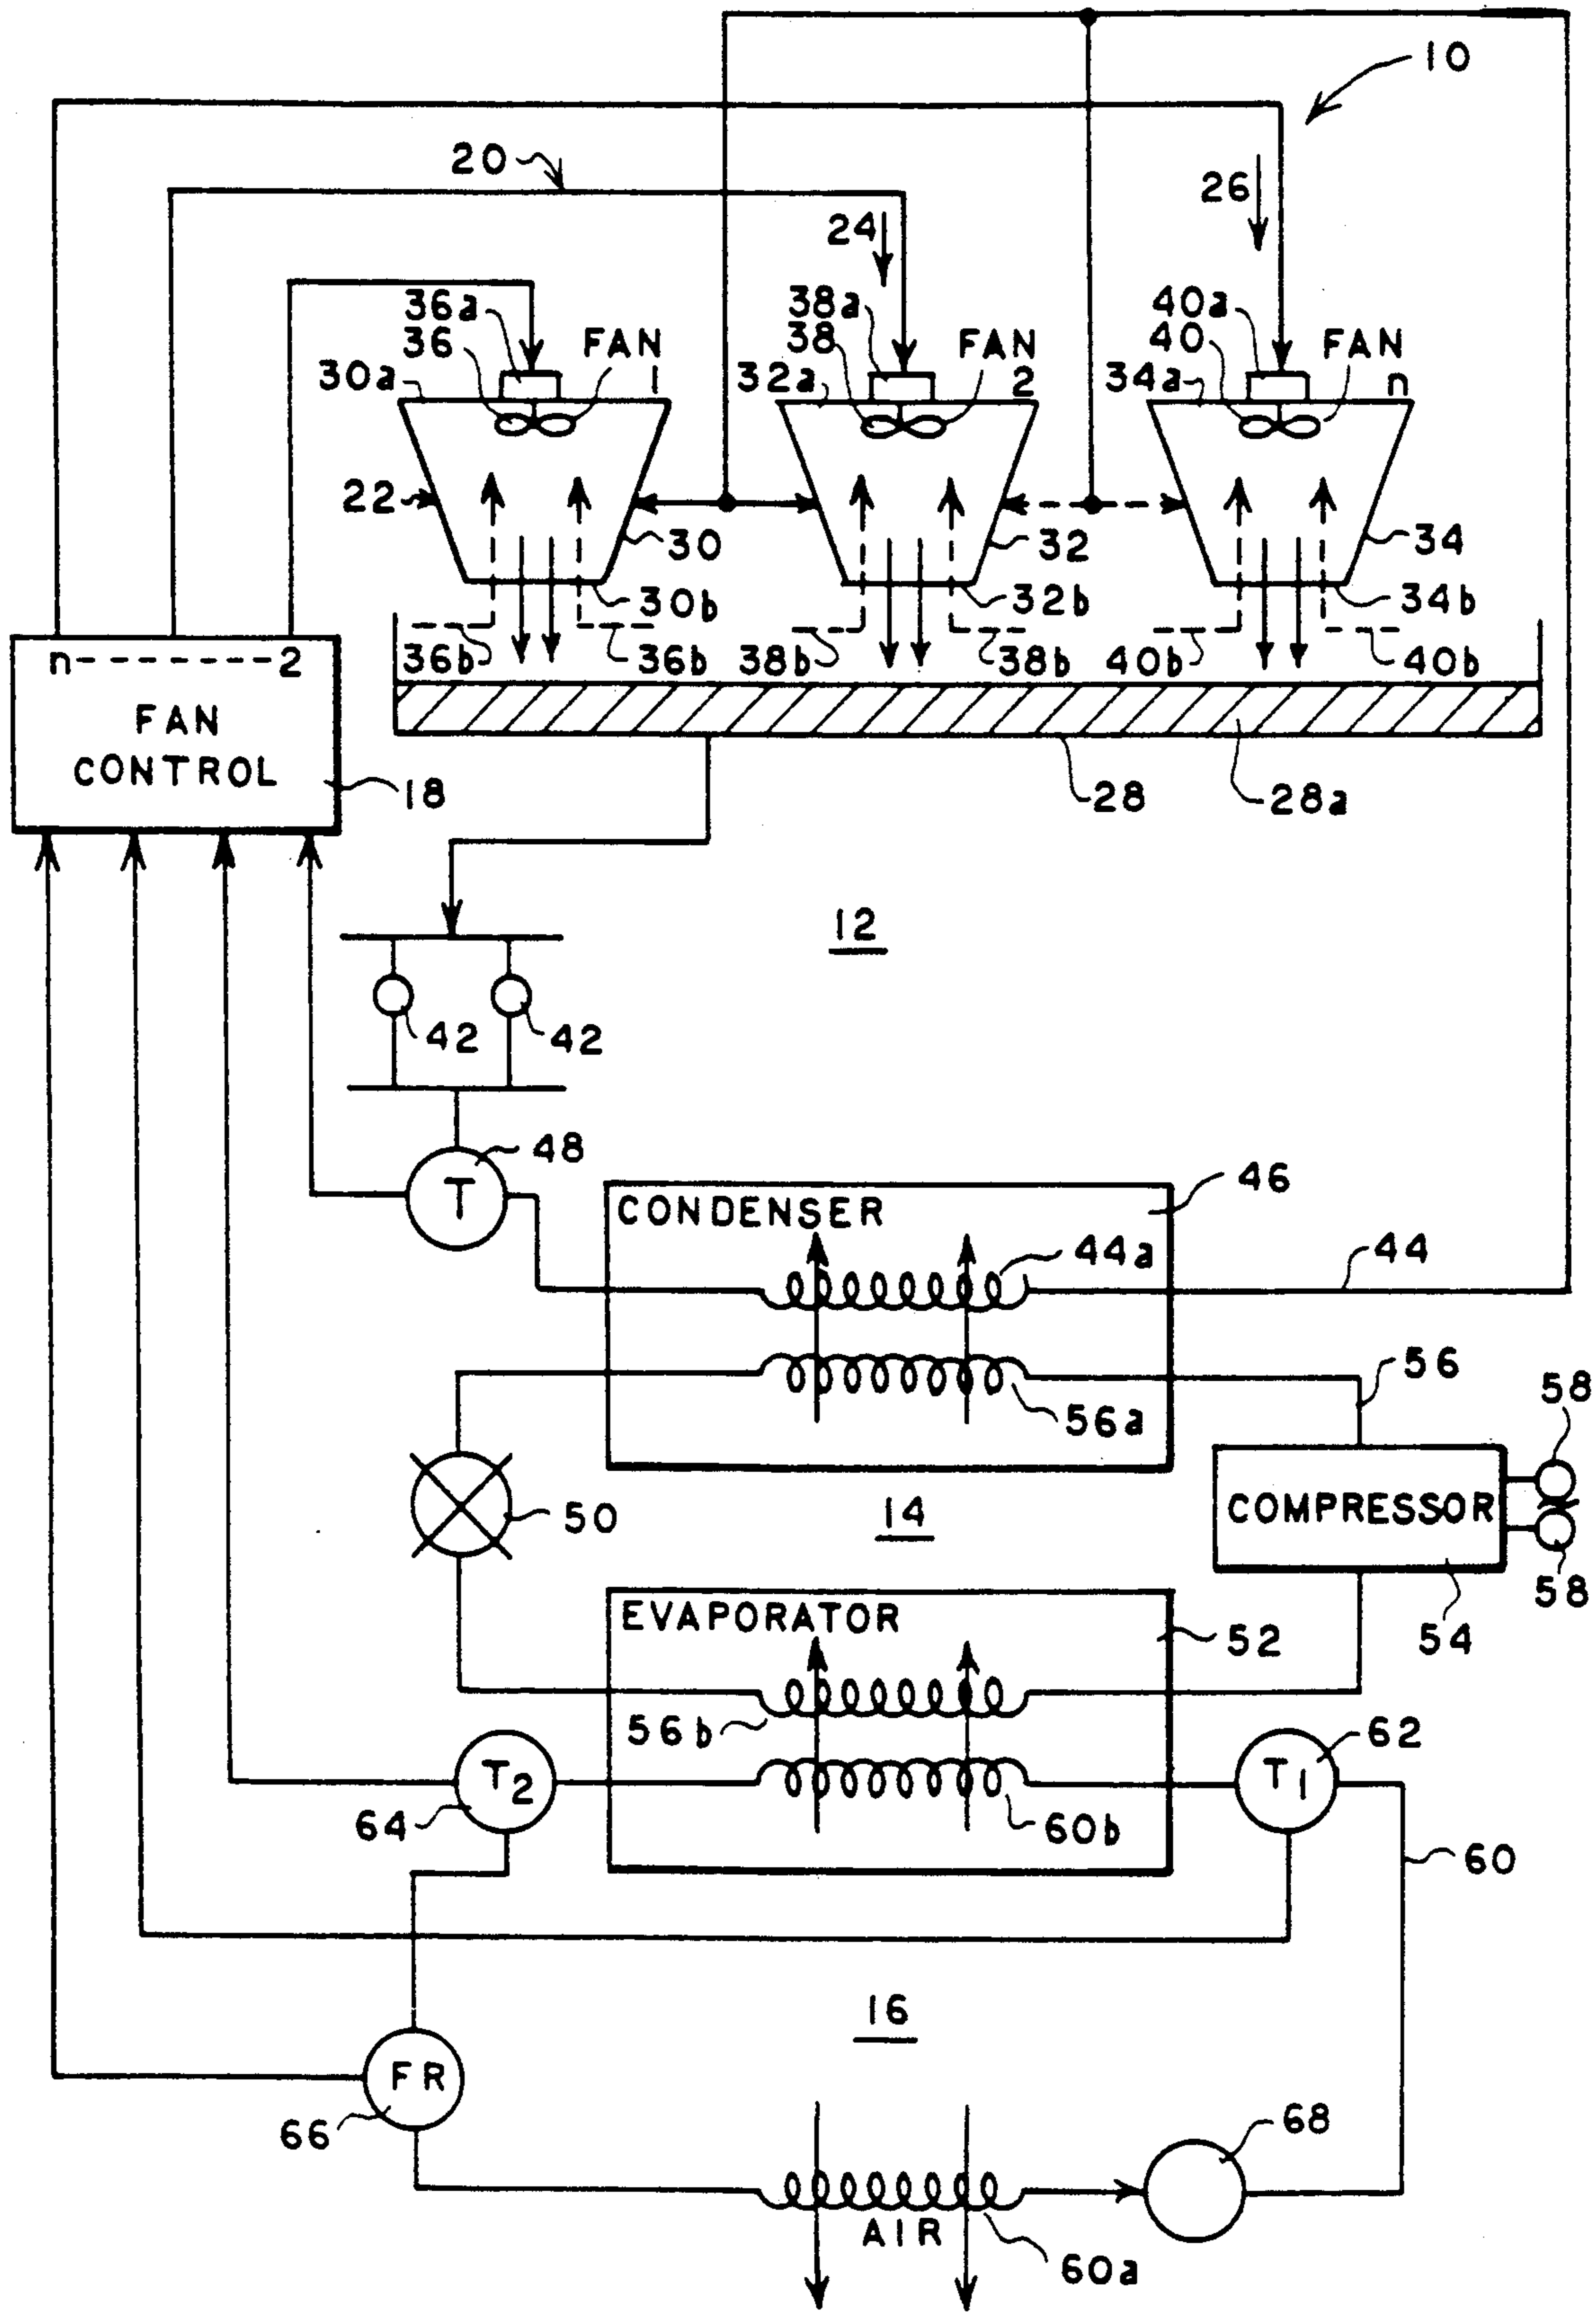 10
20
26
24
36a
38a
40a
36
FAN
38
FAN
40
FAN
30a
1
32a
2
34a
n
22
30
32
34
30b
32b
34b
36b
36b
38b
38b
40b
40b
n--------2
FAN
CONTROL
18
28
28a
12
42
42
48
T
46
CONDENSER
44a
44
56
58
56a
50
14
COMPRESSOR
58
54
EVAPORATOR
52
56b
62
T2
T1
64
60b
60
16
FR
66
68
AIR
60a